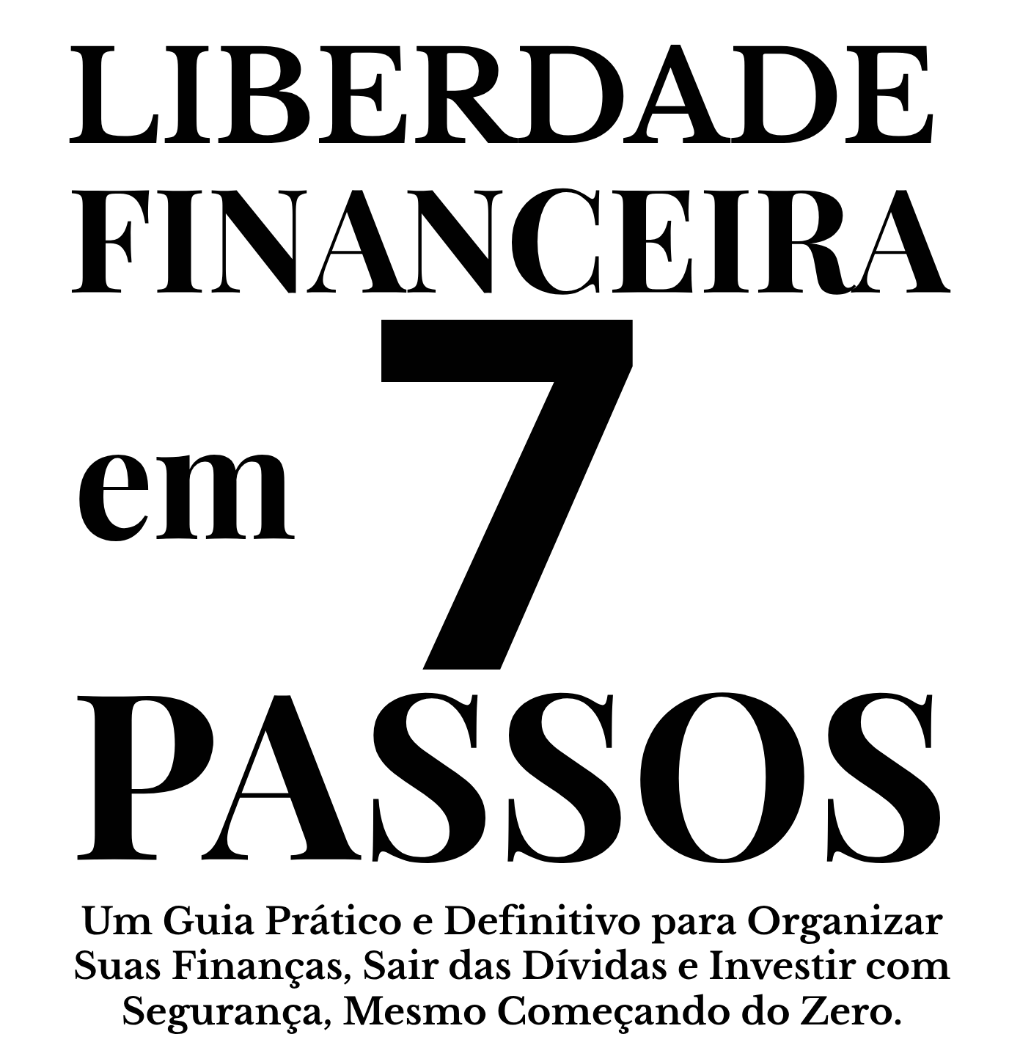 LIBERDADE
FINANCEIRA
em 7
PASSOS
Um Guia Prático e Definitivo para Organizar
Suas Finanças, Sair das Dívidas e Investir com
Segurança, Mesmo Começando do Zero.